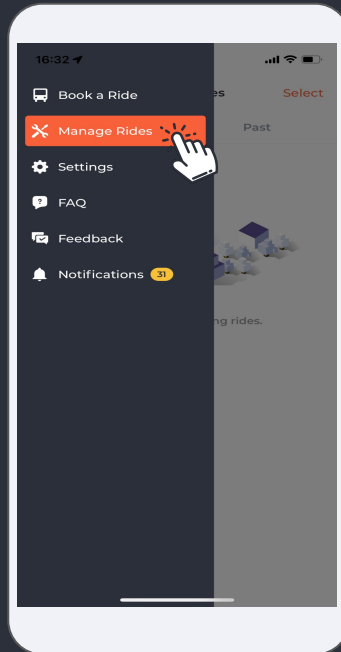 16:32
Book a Ride
es
Select
Manage Rides
Past
Settings
?
FAQ
Feedback
Notifications 31
ng rides.